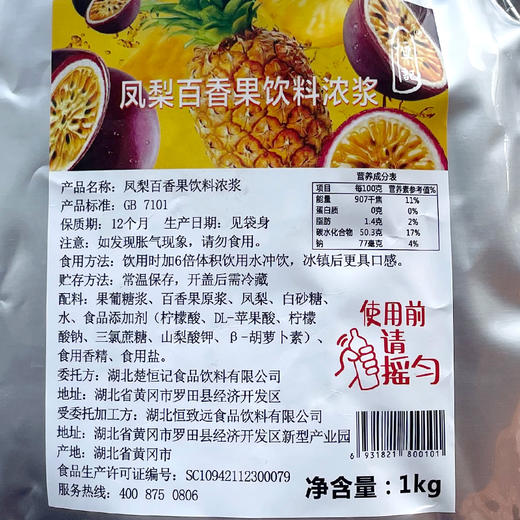 凤梨百香果饮料浓浆
产品名称：凤梨百香果饮料浓浆
产品标准：GB 7101
保质期：12个月 生产日期：见袋身
注意：如发现胀气现象，请勿食用。
食用方法：饮用时加6倍体积饮用水冲饮，冰镇后更具口感。
贮存方法：常温保存，开盖后需冷藏
配料：果葡糖浆、百香果原浆、凤梨、白砂糖、
水、食品添加剂（柠檬酸、DL-苹果酸、柠檬
酸钠、三氯蔗糖、山梨酸钾、β-胡萝卜素）、
食用香精、食用盐。
委托方：湖北楚恒记食品饮料有限公司
地址：湖北省黄冈市罗田县经济开发区
受委托加工方：湖北恒致远食品饮料有限公司
地址：湖北省黄冈市罗田县经济开发区新型产业园
产地：湖北省黄冈市
食品生产许可证编号：SC10942112300079
服务热线：400 875 0806
营养成分表
项目 每100克 营养素参考值%
能量 907千焦 11%
蛋白质 0克 0%
脂肪 1.4克 2%
碳水化合物 50.3克 17%
钠 77毫克 4%
使用前
请
摇匀
6 931821 800101
净含量：1kg